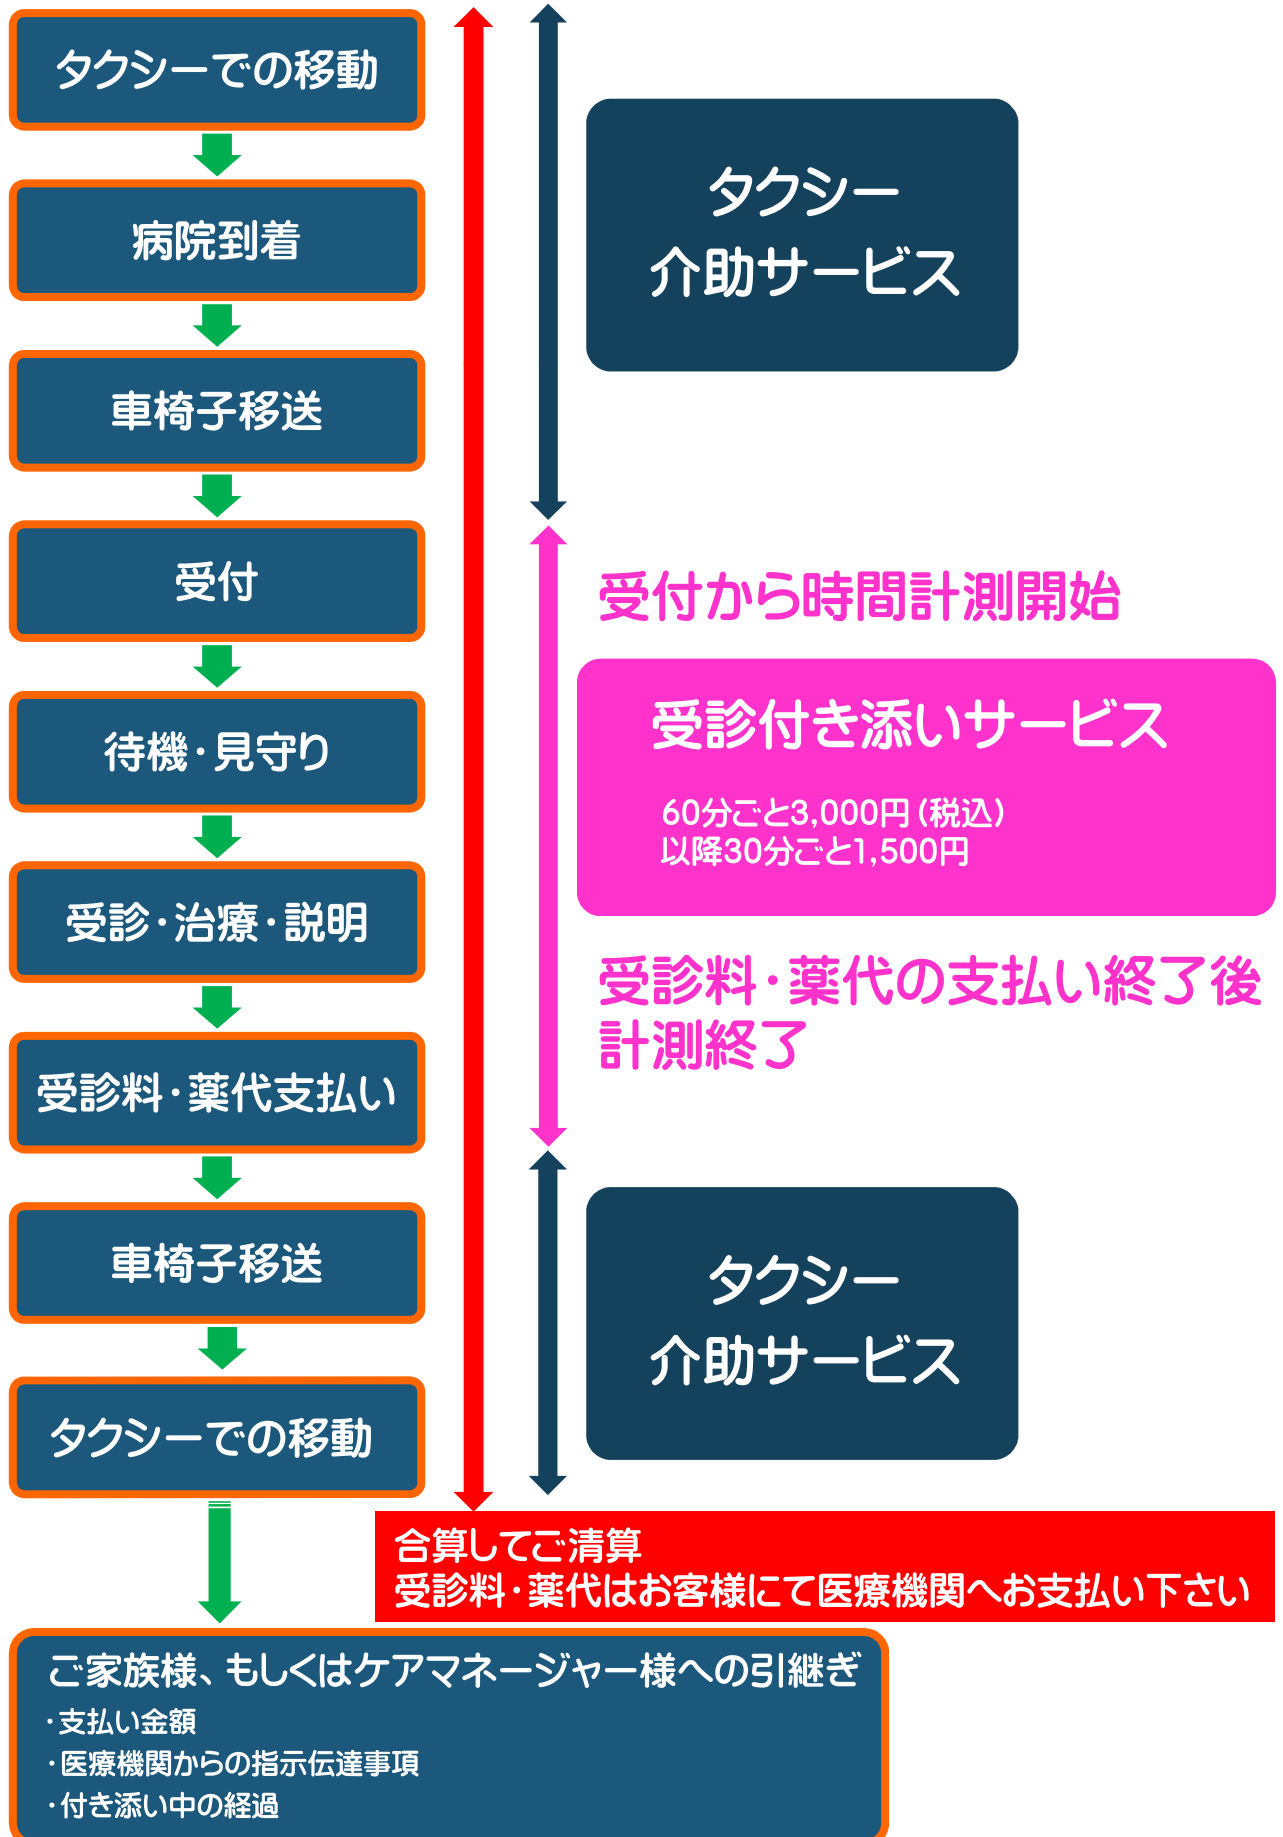 タクシーでの移動
病院到着
車椅子移送
受付
待機・見守り
受診・治療・説明
受診料・薬代支払い
車椅子移送
タクシーでの移動
タクシー
介助サービス
受付から時間計測開始
受診付き添いサービス
60分ごと3,000円（税込）
以降30分ごと1,500円
受診料・薬代の支払い終了後
計測終了
タクシー
介助サービス
合算してご清算
受診料・薬代はお客様にて医療機関へお支払い下さい
ご家族様、もしくはケアマネージャー様への引継ぎ
・支払い金額
・医療機関からの指示伝達事項
・付き添い中の経過